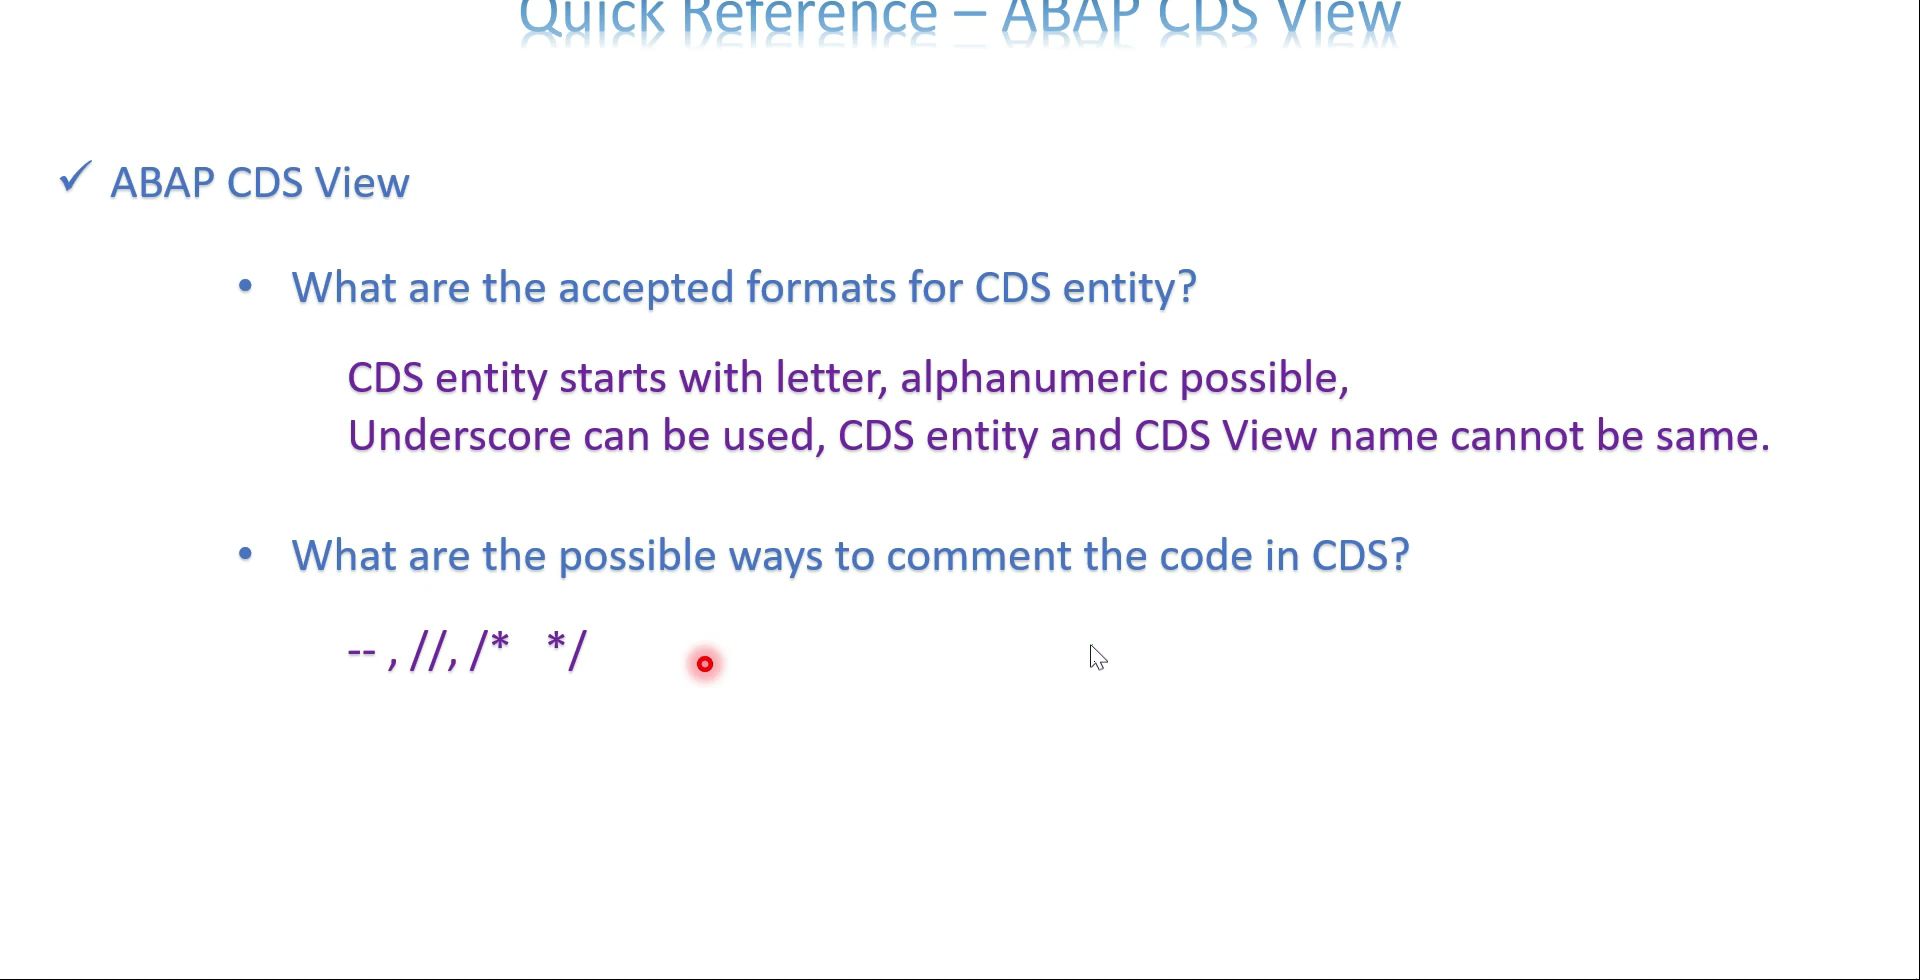 Quick Reference – ABAP CDS View
✓ ABAP CDS View
• What are the accepted formats for CDS entity?
CDS entity starts with letter, alphanumeric possible,
Underscore can be used, CDS entity and CDS View name cannot be same.
• What are the possible ways to comment the code in CDS?
-- , //, /*   */